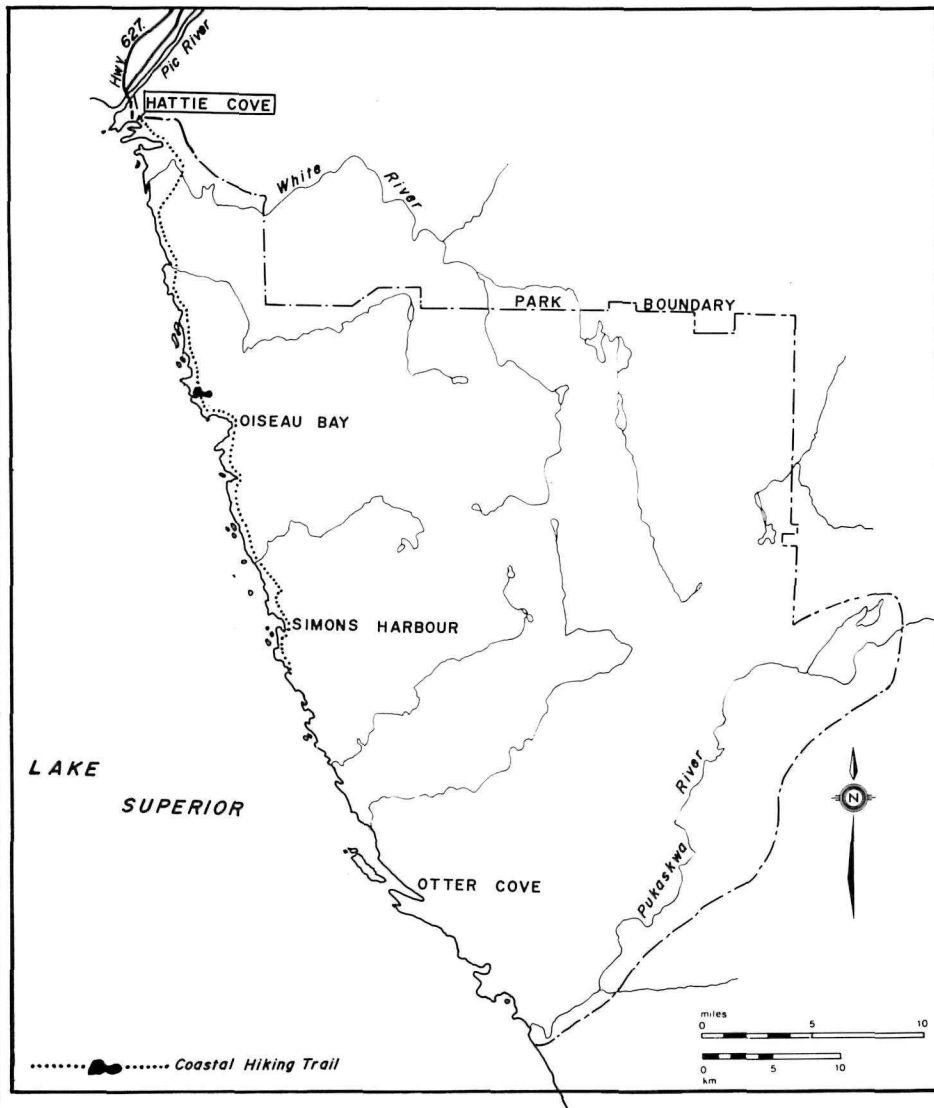 HWY 627.
Pic River
HATTIE COVE
White River
PARK BOUNDARY
OISEAU BAY
SIMONS HARBOUR
LAKE
SUPERIOR
N
Pukaskwa River
OTTER COVE
miles
0 5 10
0 5 10
km
Coastal Hiking Trail